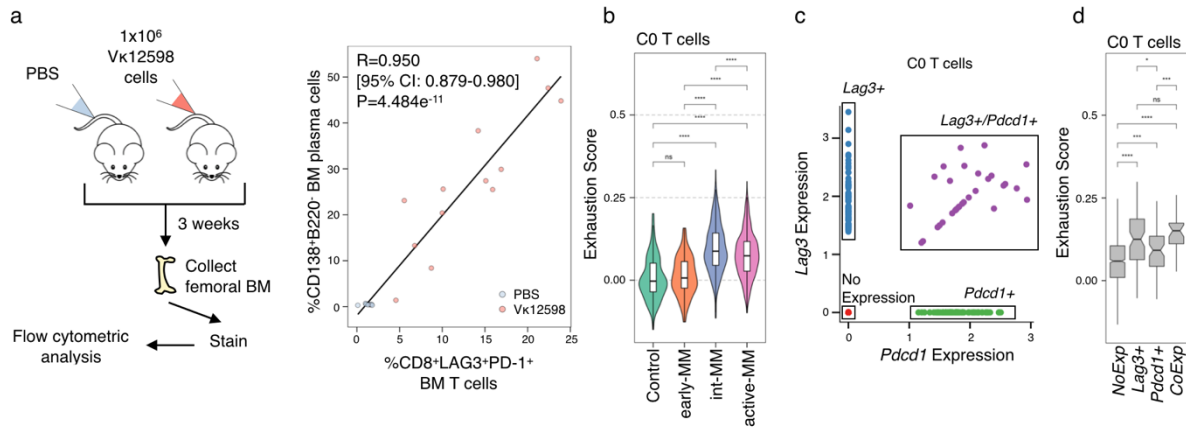 a
1x10⁶
Vκ12598
cells
PBS
3 weeks
Collect
femoral BM
Stain
Flow cytometric
analysis
R=0.950
[95% CI: 0.879-0.980]
P=4.484e⁻¹¹
%CD138⁺B220⁻ BM plasma cells
50
40
30
20
10
0
PBS
Vκ12598
0 5 10 15 20 25
%CD8⁺LAG3⁺PD-1⁺
BM T cells
b
C0 T cells
Exhaustion Score
0.5
0.25
0.00
****
****
****
****
****
ns
Control
early-MM
int-MM
active-MM
c
C0 T cells
Lag3+
Lag3+/Pdcd1+
Lag3 Expression
3
2
1
0
No
Expression
Pdcd1+
0 1 2 3
Pdcd1 Expression
d
C0 T cells
Exhaustion Score
0.50
0.25
0.00
*
***
ns
****
***
****
NoExp
Lag3+
Pdcd1+
CoExp